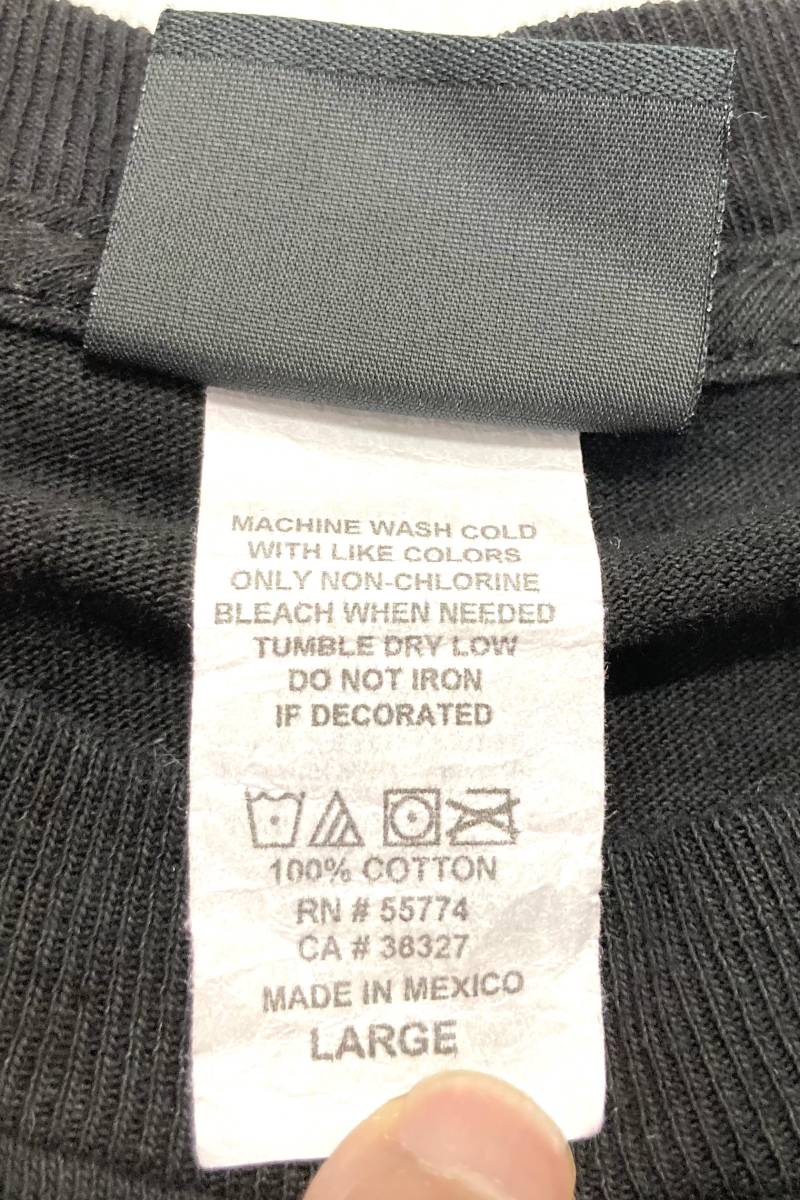 MACHINE WASH COLD
WITH LIKE COLORS
ONLY NON-CHLORINE
BLEACH WHEN NEEDED
TUMBLE DRY LOW
DO NOT IRON
IF DECORATED
100% COTTON
RN # 55774
CA # 38327
MADE IN MEXICO
LARGE